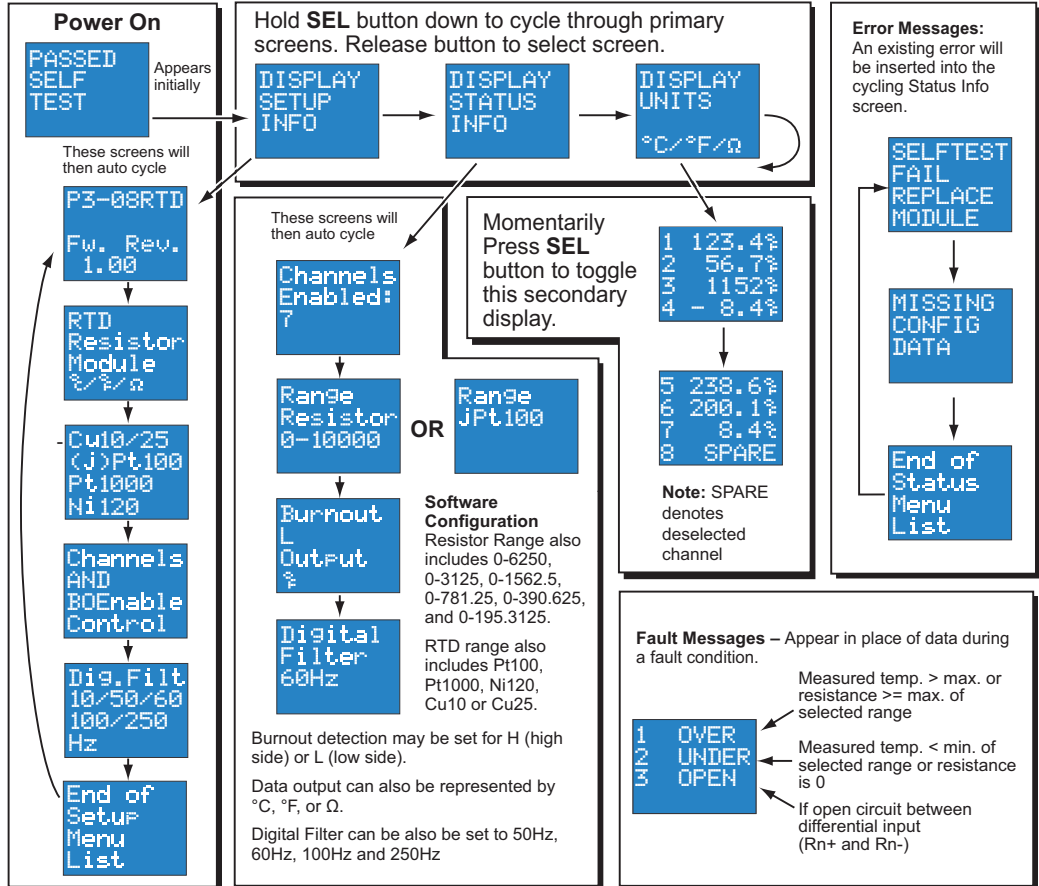 Power On
PASSED
SELF
TEST
Appears
initially
These screens will
then auto cycle
P3-08RTD
Fw. Rev.
1.00
RTD
Resistor
Module
°C/°F/Ω
Cu10/25
(j)Pt100
Pt1000
Ni120
Channels
AND
BOEnable
Control
Dig.Filt
10/50/60
100/250
Hz
End of
Setup
Menu
List
Hold SEL button down to cycle through primary
screens. Release button to select screen.
DISPLAY
SETUP
INFO
DISPLAY
STATUS
INFO
DISPLAY
UNITS
°C/°F/Ω
These screens will
then auto cycle
Channels
Enabled:
7
Range
Resistor
0-10000
OR
Range
jPt100
Burnout
L
Output
°F
Digital
Filter
60Hz
Software
Configuration
Resistor Range also
includes 0-6250,
0-3125, 0-1562.5,
0-781.25, 0-390.625,
and 0-195.3125.
RTD range also
includes Pt100,
Pt1000, Ni120,
Cu10 or Cu25.
Burnout detection may be set for H (high
side) or L (low side).
Data output can also be represented by
°C, °F, or Ω.
Digital Filter can be also be set to 50Hz,
60Hz, 100Hz and 250Hz
Momentarily
Press SEL
button to toggle
this secondary
display.
1 123.4°F
2 56.7°F
3 1152°F
4 - 8.4°F
5 238.6°F
6 200.1°F
7 8.4°F
8 SPARE
Note: SPARE
denotes
deselected
channel
Error Messages:
An existing error will
be inserted into the
cycling Status Info
screen.
SELFTEST
FAIL
REPLACE
MODULE
MISSING
CONFIG
DATA
End of
Status
Menu
List
Fault Messages – Appear in place of data during
a fault condition.
1 OVER
2 UNDER
3 OPEN
Measured temp. > max. or
resistance >= max. of
selected range
Measured temp. < min. of
selected range or resistance
is 0
If open circuit between
differential input
(Rn+ and Rn-)